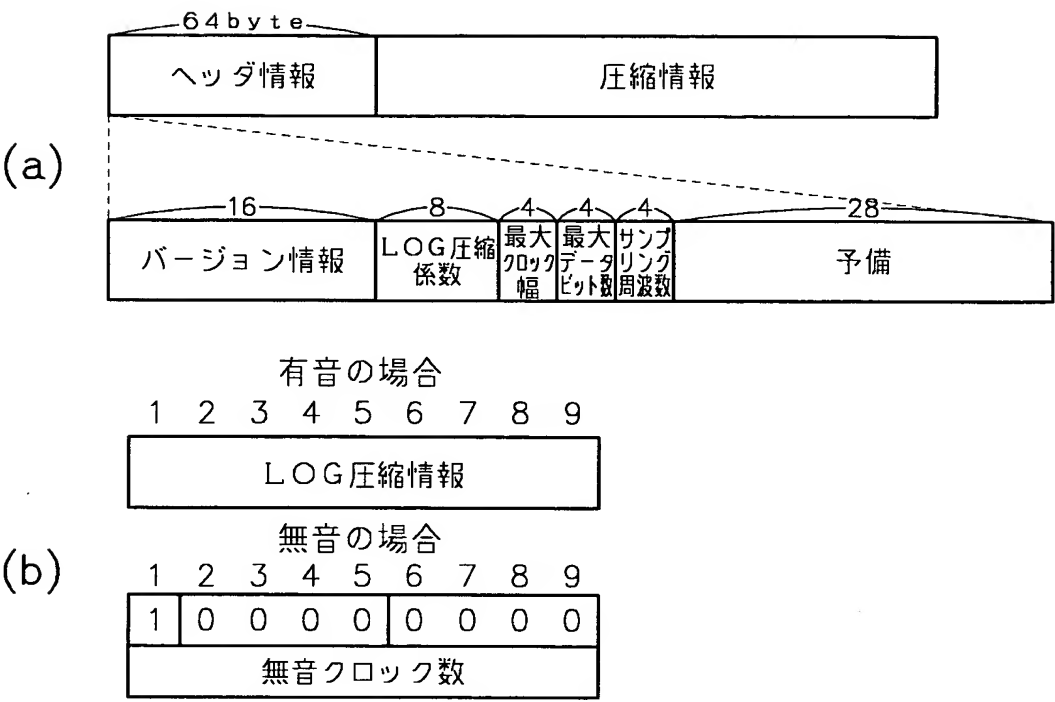 64byte
ヘッダ情報 圧縮情報
(a)
16 8 4 4 4 28
バージョン情報
LOG圧縮
係数
最大
クロック
幅
最大
データ
ビット数
サンプ
リング
周波数
予備
有音の場合
1 2 3 4 5 6 7 8 9
LOG圧縮情報
(b)
無音の場合
1 2 3 4 5 6 7 8 9
1 0 0 0 0 0 0 0 0
無音クロック数